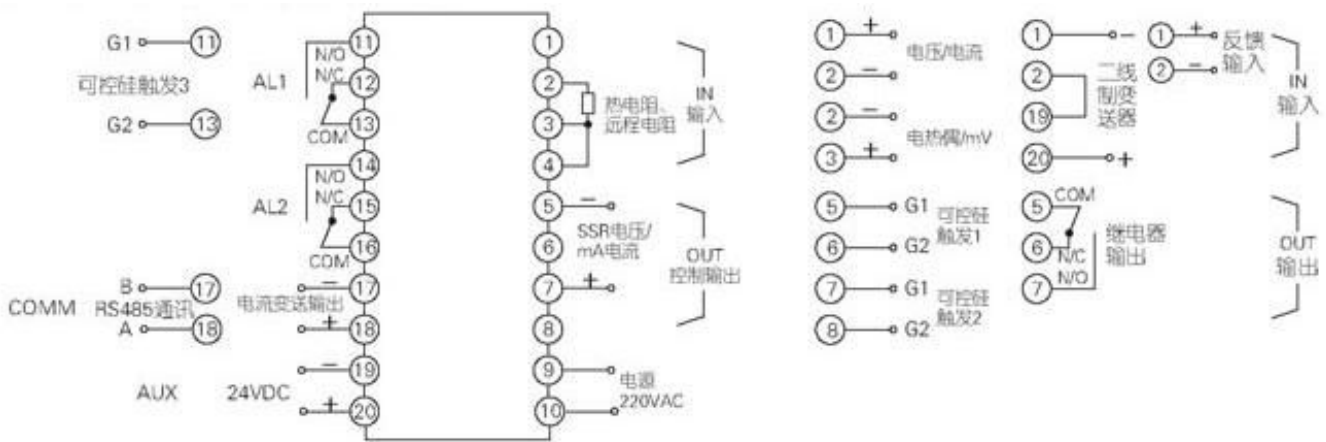 G1
11
可控硅触发3
G2
13
AL1
N/O
N/C
COM
11
12
13
AL2
N/O
N/C
COM
14
15
16
COMM
B
17
RS485通讯
A
18
电流变送输出
-
17
+
18
AUX
24VDC
-
19
+
20
1
2
3
4
热电阻、
远程电阻
IN
输入
5
-
SSR电压/
mA电流
6
7
+
8
OUT
控制输出
9
电源
220VAC
10
1
+
电压/电流
2
-
2
-
电热偶/mV
3
+
5
G1
可控硅
触发1
6
G2
7
G1
可控硅
触发2
8
G2
1
-
2
二线
制变
送器
19
20
+
1
+
反馈
输入
2
-
IN
输入
5
COM
6
N/C
N/O
7
继电器
输出
OUT
输出